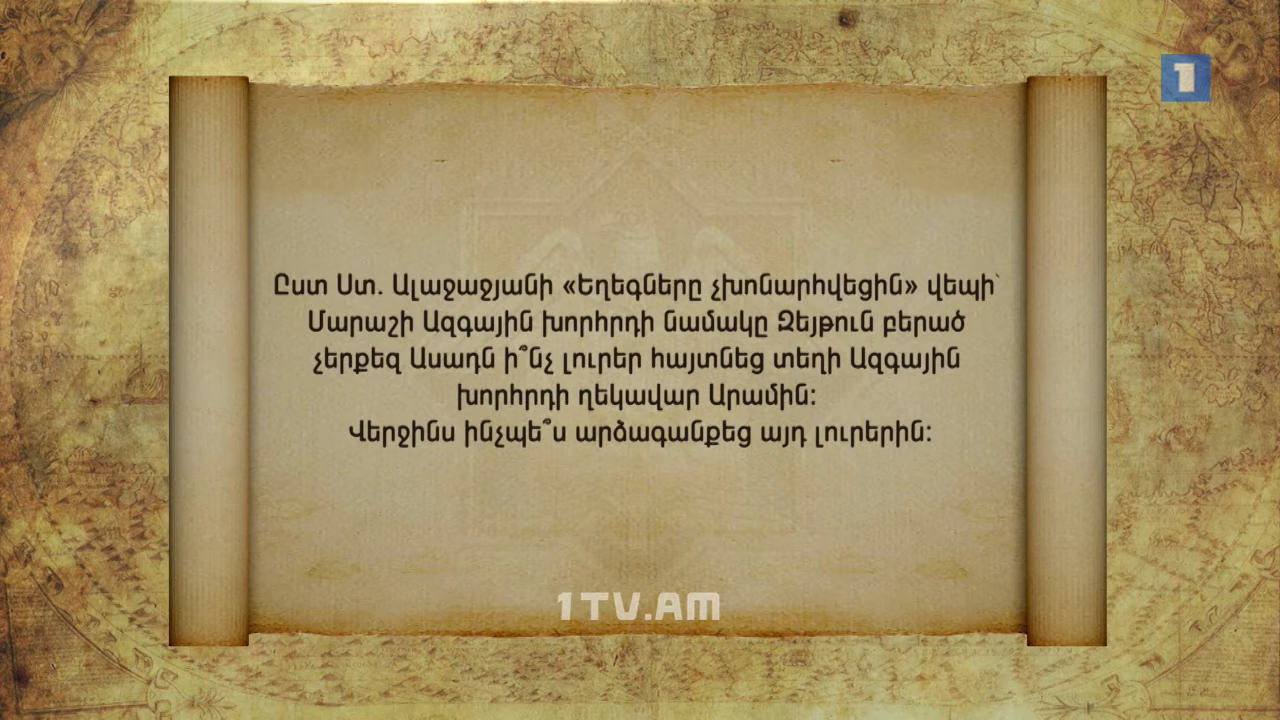 1
Ըստ Ստ. Ալաջաջյանի «Եղեգները չխոնարհվեցին» վեպի՝
Մարաշի Ազգային խորհրդի նամակը Զեյթուն բերած
չերքեզ Ասադն ի՞նչ լուրեր հայտնեց տեղի Ազգային
խորհրդի ղեկավար Արամին:
Վերջինս ինչպե՞ս արձագանքեց այդ լուրերին:
1TV.AM